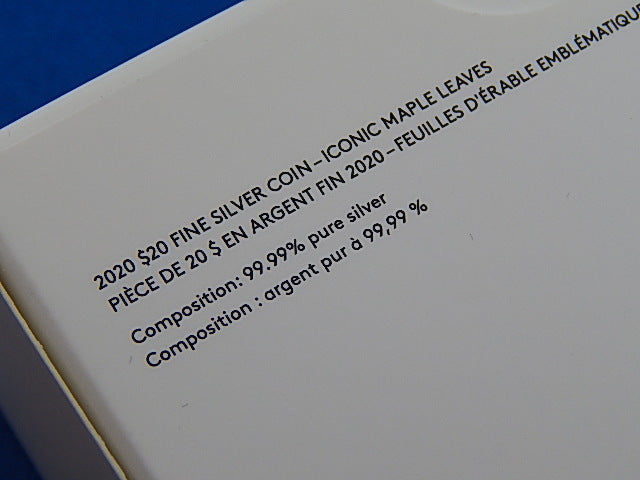 2020 $20 FINE SILVER COIN – ICONIC MAPLE LEAVES
PIÈCE DE 20 $ EN ARGENT FIN 2020 – FEUILLES D'ÉRABLE
Composition: 99.99% pure silver
Composition : argent pur à 99,99 %